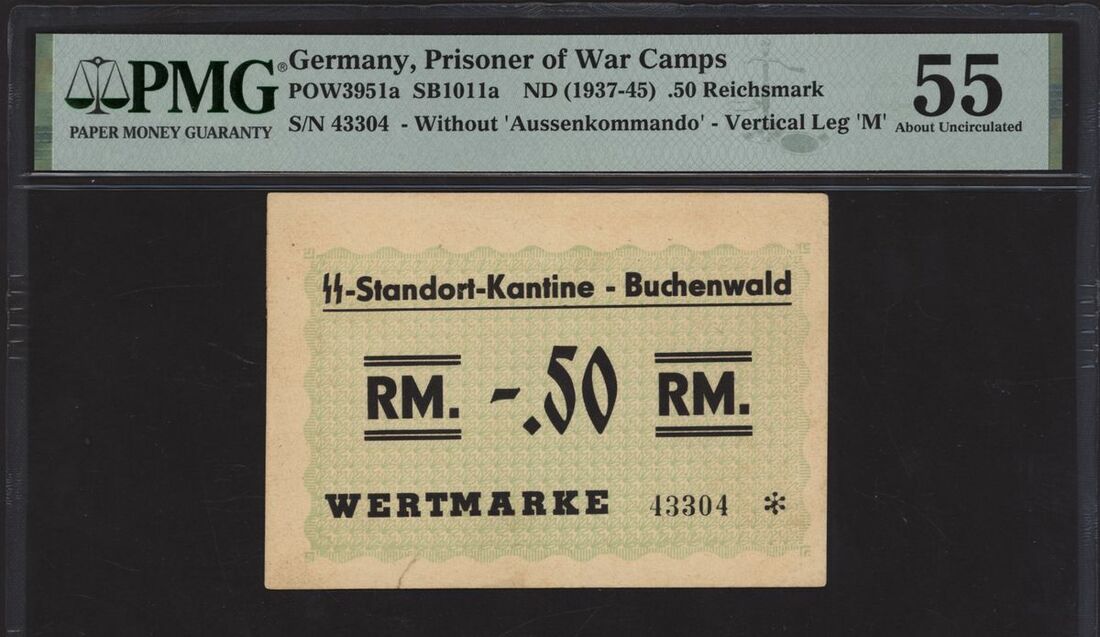 PMG®
PAPER MONEY GUARANTY
Germany, Prisoner of War Camps
POW3951a SB1011a ND (1937-45) .50 Reichsmark
S/N 43304 - Without 'Aussenkommando' - Vertical Leg 'M'
55
About Uncirculated
SS-Standort-Kantine - Buchenwald
RM. -.50 RM.
WERTMARKE 43304 *